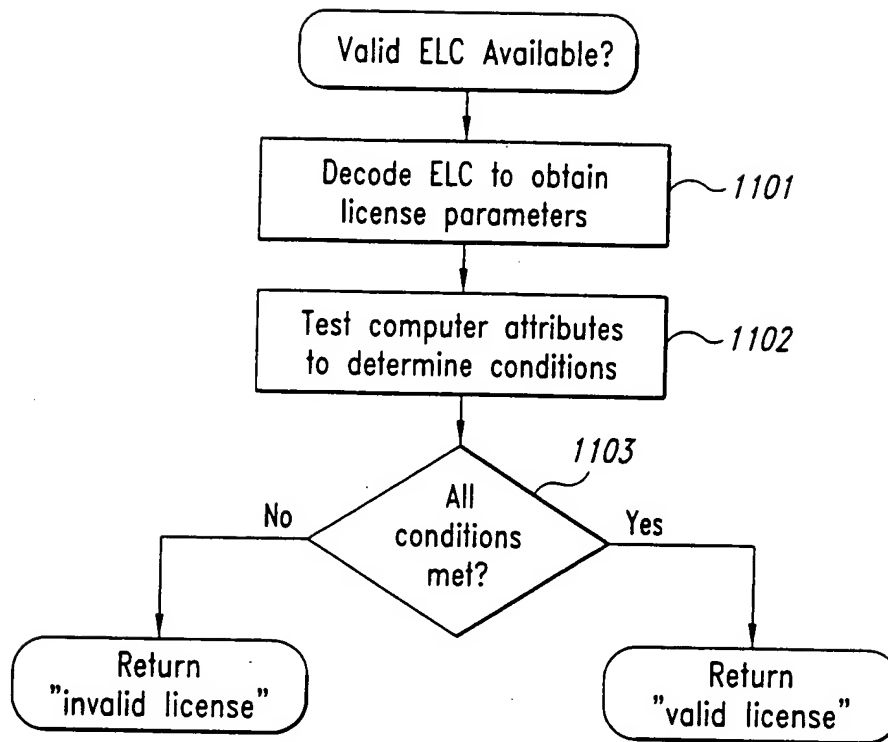 Valid ELC Available?
Decode ELC to obtain
license parameters
1101
Test computer attributes
to determine conditions
1102
1103
All
conditions
met?
No
Yes
Return
"invalid license"
Return
"valid license"